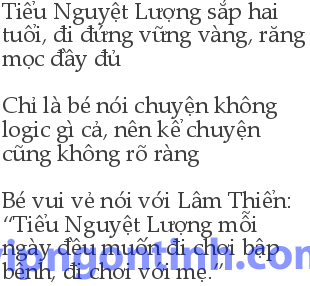 Tiểu Nguyệt Lượng sắp hai
tuổi, đi đứng vững vàng, răng
mọc đầy đủ
Chỉ là bé nói chuyện không
logic gì cả, nên kể chuyện
cũng không rõ ràng
Bé vui vẻ nói với Lâm Thiển:
“Tiểu Nguyệt Lượng mỗi
ngày đều muốn đi chơi bập
bênh, đi chơi với mẹ.”
vipngontinh.com